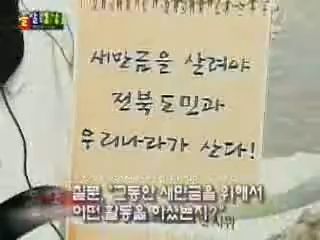 새만금을 살려야
전북도민과
우리나라가 산다!
질문, "그동안 새만금을 위해서
어떤 활동을 하셨는지?"